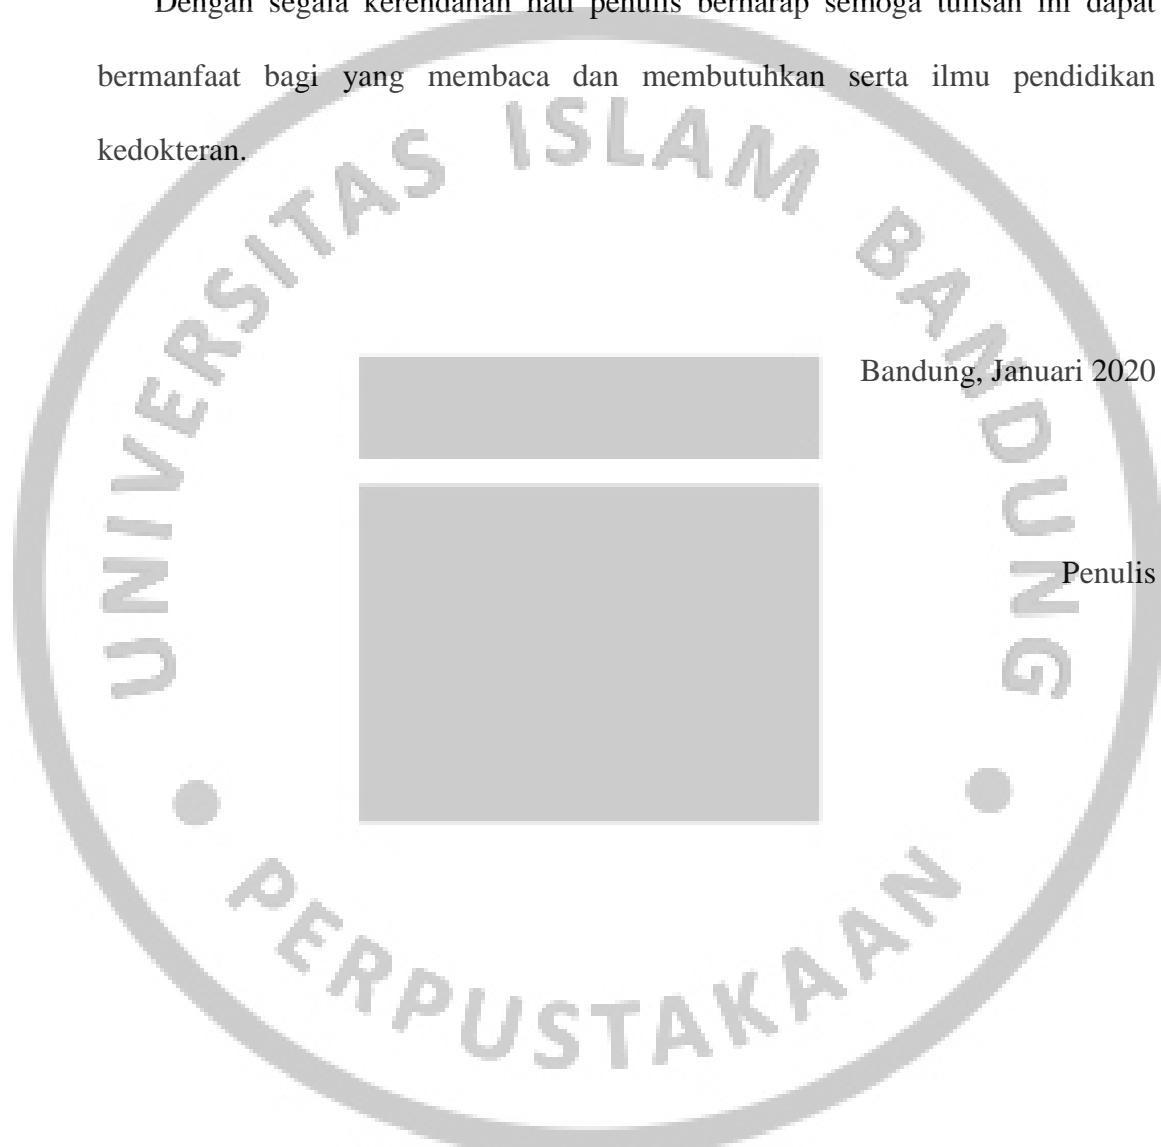 Dengan segala kerendahan hati penulis berharap semoga tulisan ini dapat
bermanfaat bagi yang membaca dan membutuhkan serta ilmu pendidikan
kedokteran.
UNIVERSITAS ISLAM BANDUNG
Bandung, Januari 2020
Penulis
PERPUSTAKAAN